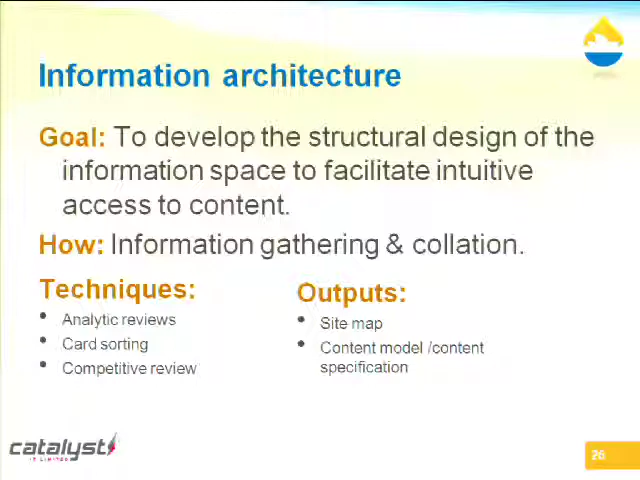 Information architecture
Goal: To develop the structural design of the
information space to facilitate intuitive
access to content.
How: Information gathering & collation.
Techniques:
• Analytic reviews
• Card sorting
• Competitive review
Outputs:
• Site map
• Content model /content
specification
catalyst
IT LIMITED
26